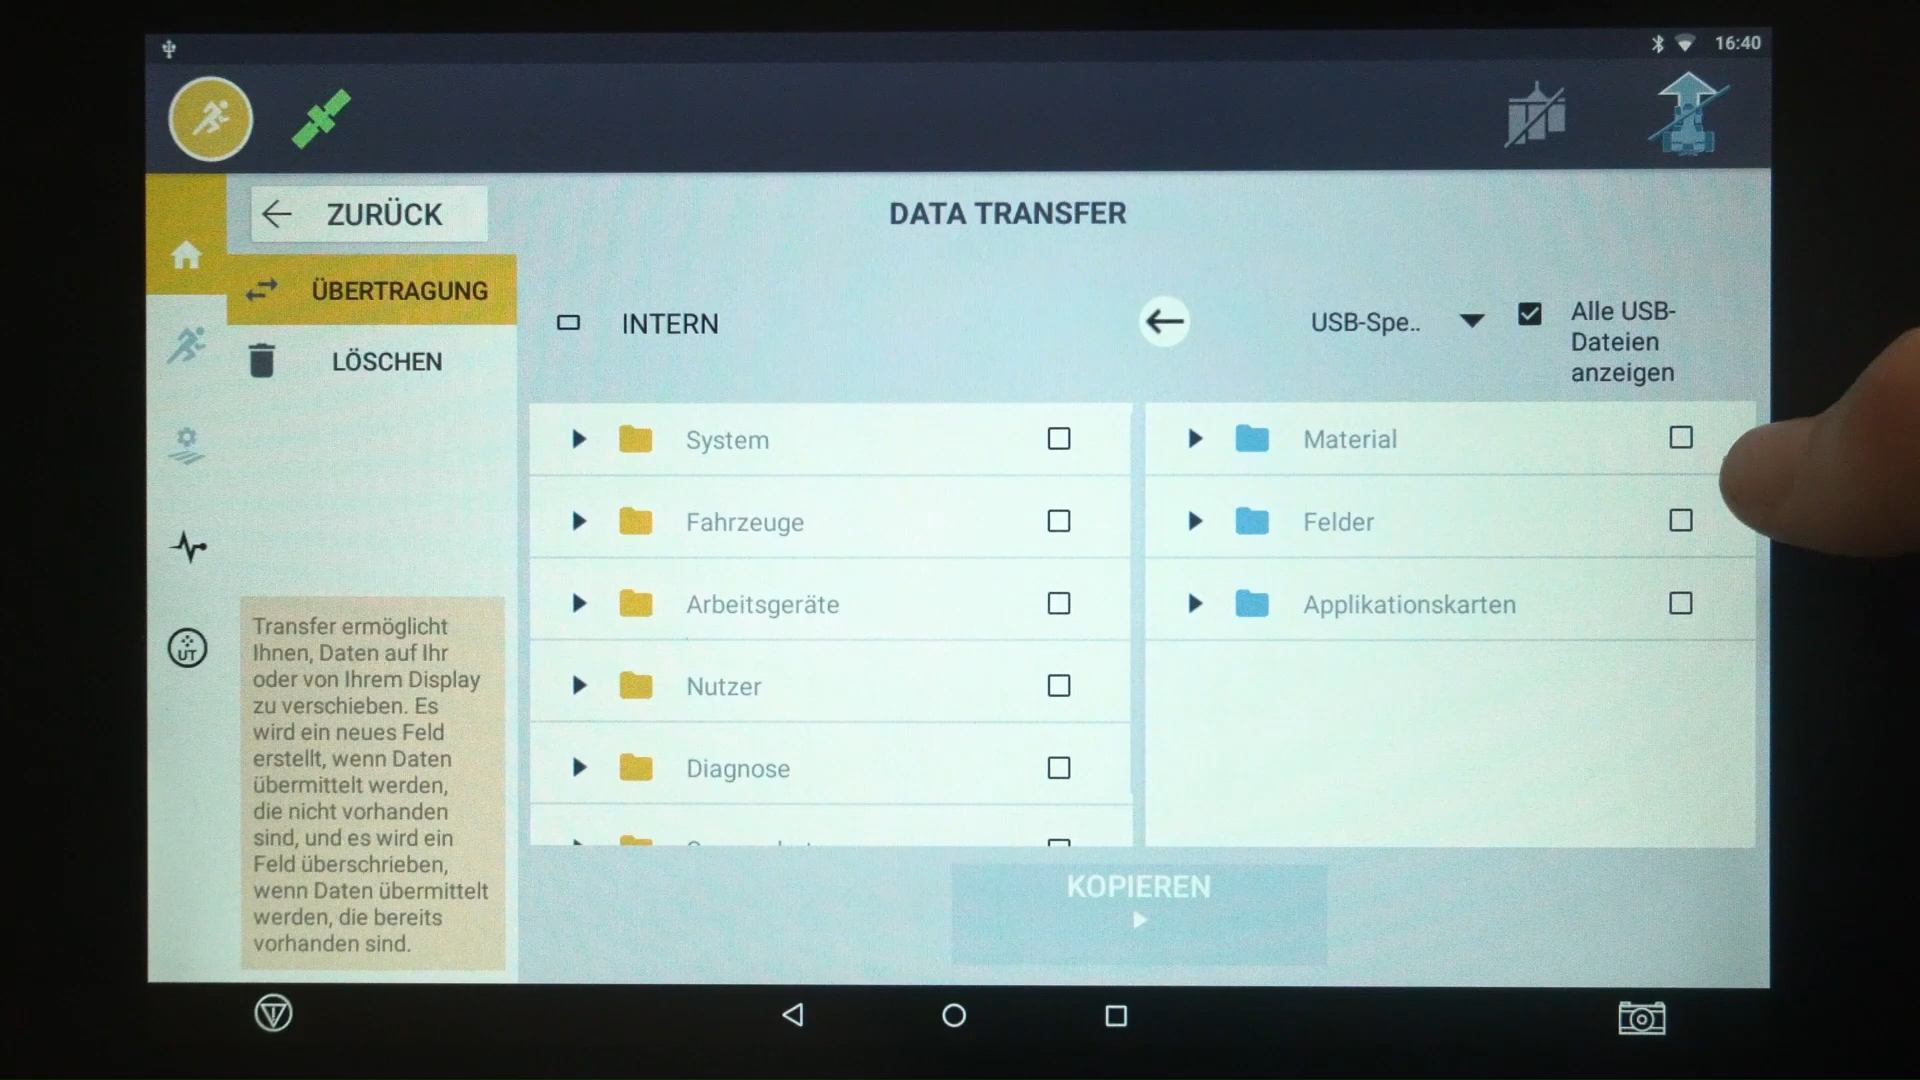 16:40
ZURÜCK
DATA TRANSFER
ÜBERTRAGUNG
LÖSCHEN
INTERN
USB-Spe..
Alle USB-
Dateien
anzeigen
System
Fahrzeuge
Arbeitsgeräte
Nutzer
Diagnose
Material
Felder
Applikationskarten
UT
Transfer ermöglicht
Ihnen, Daten auf Ihr
oder von Ihrem Display
zu verschieben. Es
wird ein neues Feld
erstellt, wenn Daten
übermittelt werden,
die nicht vorhanden
sind, und es wird ein
Feld überschrieben,
wenn Daten übermittelt
werden, die bereits
vorhanden sind.
KOPIEREN